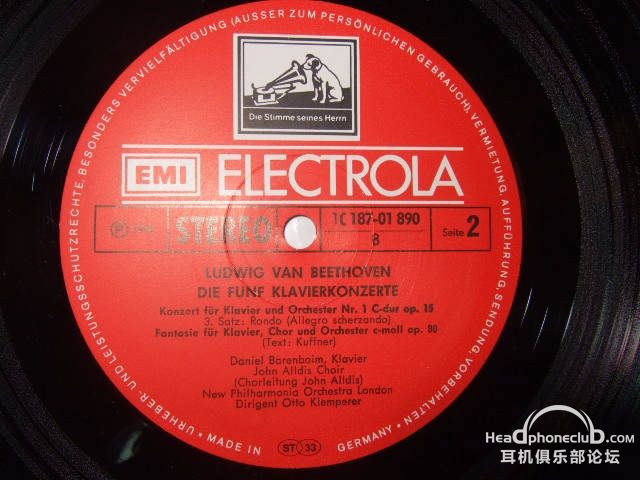 URHEBER- UND LEISTUNGSSCHUTZRECHTE, BESONDERS VERVIELFÄLTIGUNG (AUSSER ZUM PERSÖNLICHEN GEBRAUCH), VERMIETUNG, AUFFÜHRUNG, SENDUNG, VORBEHALTEN •
Die Stimme seines Herrn
EMI ELECTROLA
Ⓟ
STEREO
1C 187-01 890
8
Seite 2
LUDWIG VAN BEETHOVEN
DIE FUNF KLAVIERKONZERTE
Konzert für Klavier und Orchester Nr. 1 C-dur op. 15
3. Satz: Rondo (Allegro scherzando)
Fantasie für Klavier, Chor und Orchester c-moll op. 80
(Text: Kuffner)
Daniel Barenboim, Klavier
John Alldis Choir
(Chorleitung John Alldis)
New Philharmonia Orchestra London
Dirigent Otto Klemperer
• MADE IN GERMANY •
ST 33
HeadphoneClub.com
耳机俱乐部论坛